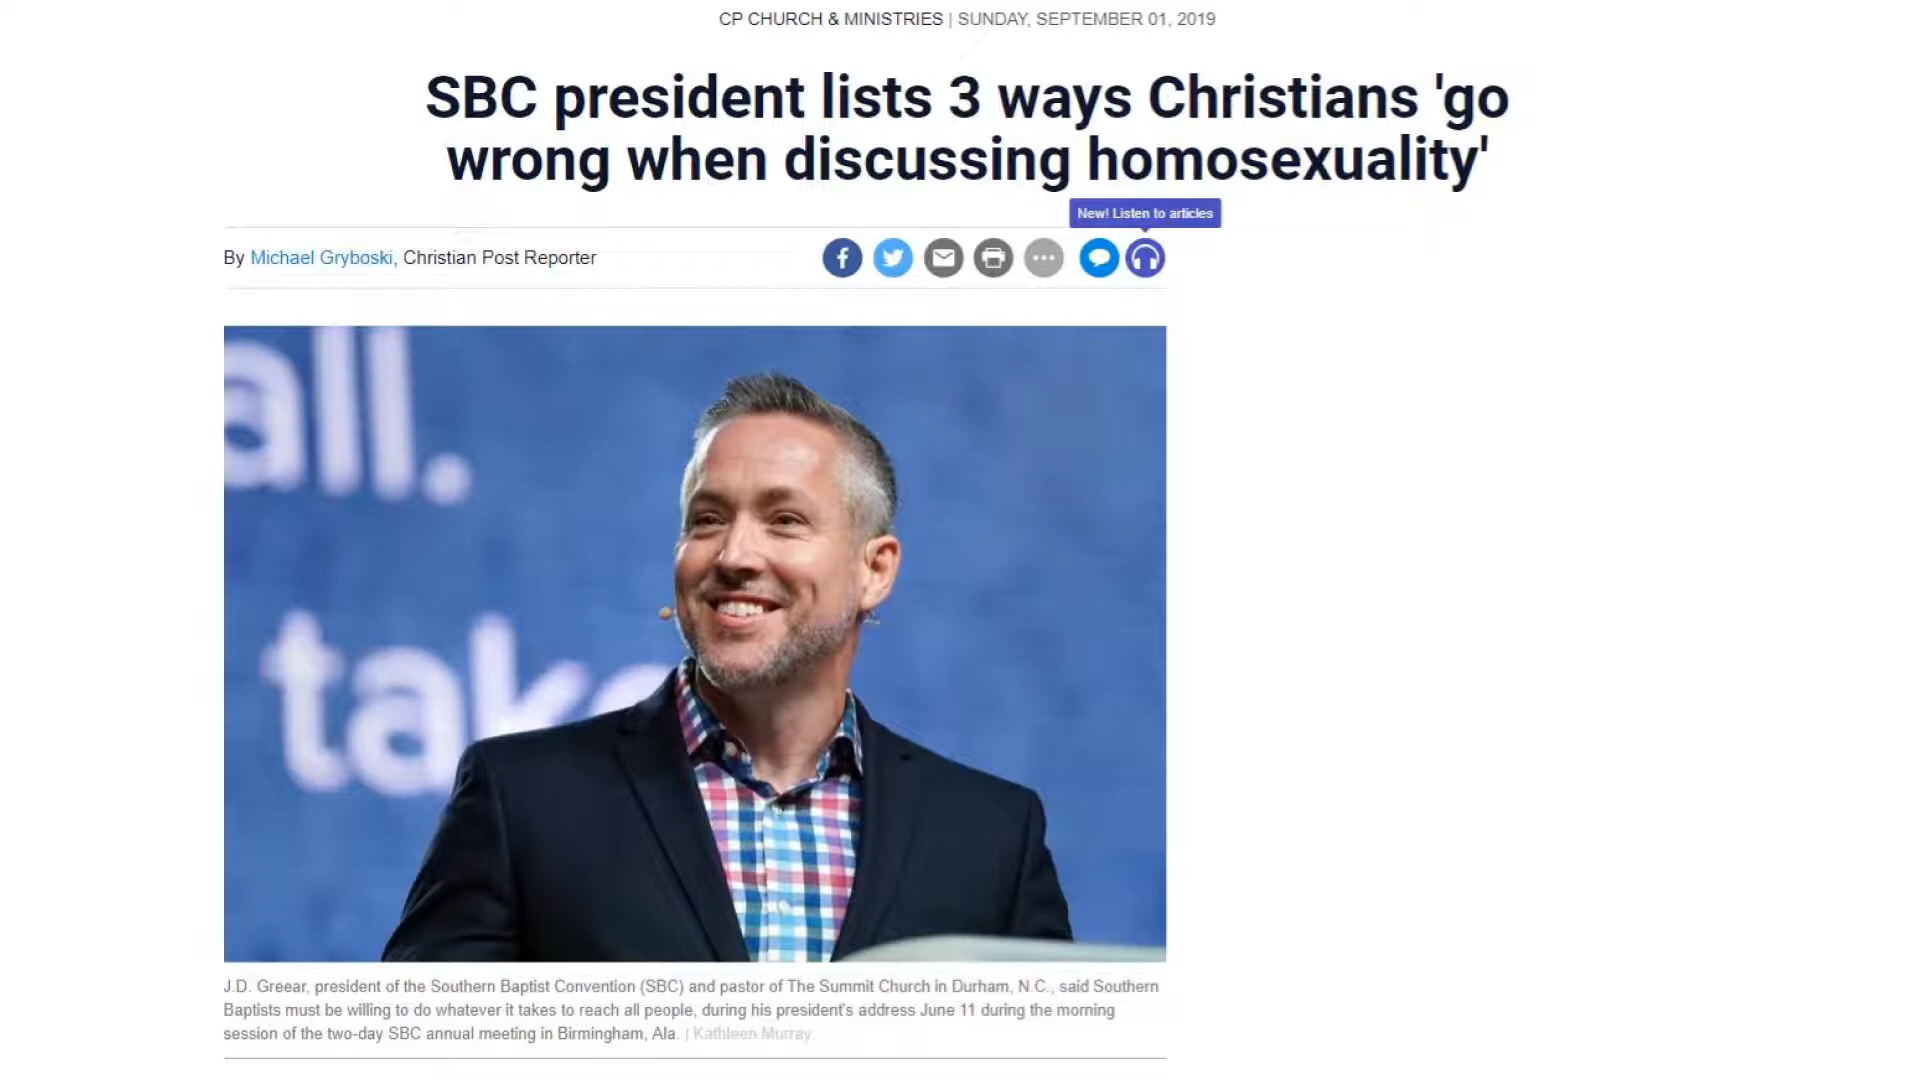 CP CHURCH & MINISTRIES | SUNDAY, SEPTEMBER 01, 2019
SBC president lists 3 ways Christians 'go
wrong when discussing homosexuality'
New! Listen to articles
By Michael Gryboski, Christian Post Reporter
all.
take
J.D. Greear, president of the Southern Baptist Convention (SBC) and pastor of The Summit Church in Durham, N.C., said Southern
Baptists must be willing to do whatever it takes to reach all people, during his president's address June 11 during the morning
session of the two-day SBC annual meeting in Birmingham, Ala. | Kathleen Murray